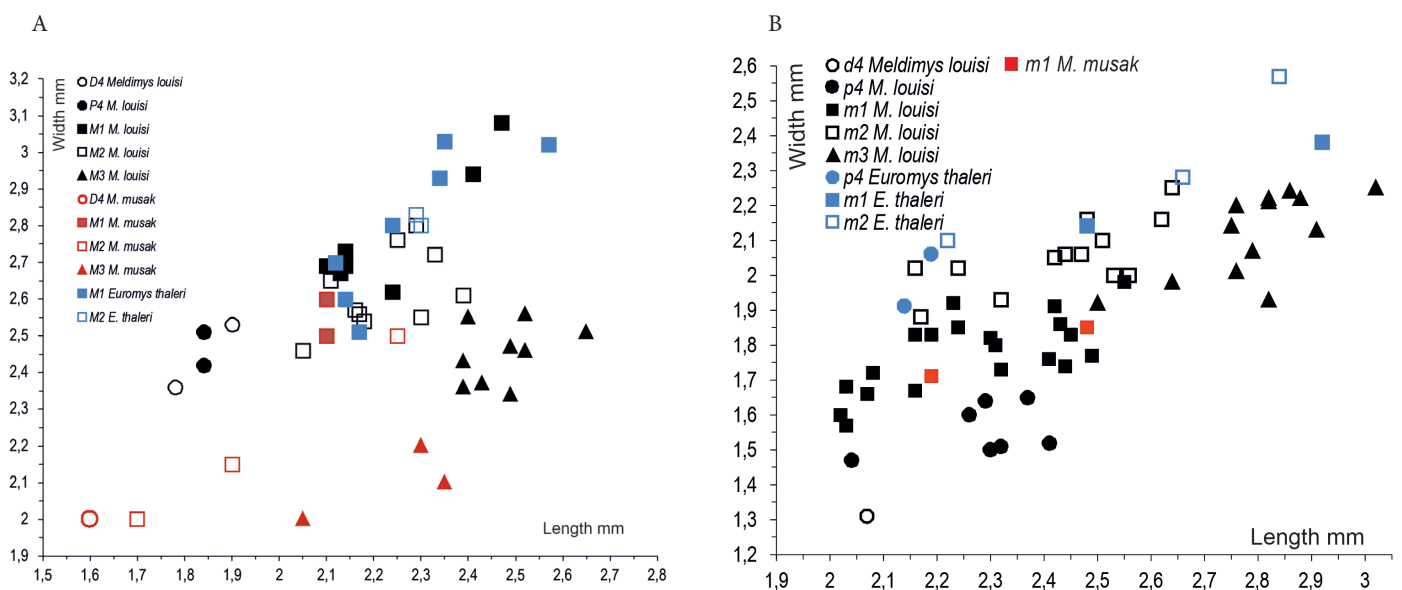 A
3,2
3,1
3
2,9
2,8
2,7
2,6
2,5
2,4
2,3
2,2
2,1
2
1,9
Width mm
D4 Meldimys louisi
P4 M. louisi
M1 M. louisi
M2 M. louisi
M3 M. louisi
D4 M. musak
M1 M. musak
M2 M. musak
M3 M. musak
M1 Euromys thaleri
M2 E. thaleri
Length mm
1,5 1,6 1,7 1,8 1,9 2 2,1 2,2 2,3 2,4 2,5 2,6 2,7 2,8
B
2,6
2,5
2,4
2,3
2,2
2,1
2
1,9
1,8
1,7
1,6
1,5
1,4
1,3
1,2
Width mm
d4 Meldimys louisi
m1 M. musak
p4 M. louisi
m1 M. louisi
m2 M. louisi
m3 M. louisi
p4 Euromys thaleri
m1 E. thaleri
m2 E. thaleri
Length mm
1,9 2 2,1 2,2 2,3 2,4 2,5 2,6 2,7 2,8 2,9 3